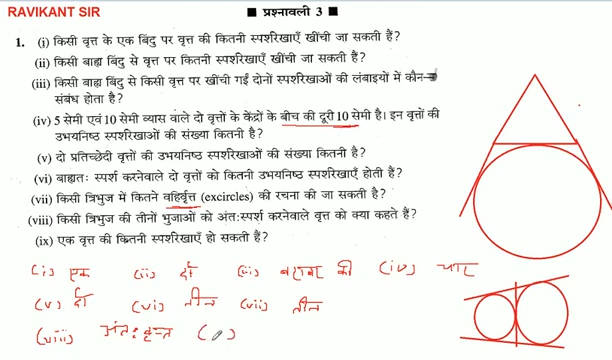 RAVIKANT SIR
■ प्रश्नावली 3 ■
1. (i) किसी वृत्त के एक बिंदु पर वृत्त की कितनी स्पर्शरेखाएँ खींची जा सकती हैं?
(ii) किसी बाह्य बिंदु से वृत्त पर कितनी स्पर्शरेखाएँ खींची जा सकती हैं?
(iii) किसी बाह्य बिंदु से किसी वृत्त पर खींची गईं दोनों स्पर्शरेखाओं की लंबाइयों में कौन-सा
संबंध होता है?
(iv) 5 सेमी एवं 10 सेमी व्यास वाले दो वृत्तों के केंद्रों के बीच की दूरी 10 सेमी है। इन वृत्तों की
उभयनिष्ठ स्पर्शरेखाओं की संख्या कितनी है?
(v) दो प्रतिच्छेदी वृत्तों की उभयनिष्ठ स्पर्शरेखाओं की संख्या कितनी है?
(vi) बाह्यतः स्पर्श करनेवाले दो वृत्तों को कितनी उभयनिष्ठ स्पर्शरेखाएँ होती हैं?
(vii) किसी त्रिभुज में कितने वहिर्वृत्त (excircles) की रचना की जा सकती है?
(viii) किसी त्रिभुज की तीनों भुजाओं को अंतःस्पर्श करनेवाले वृत्त को क्या कहते हैं?
(ix) एक वृत्त की कितनी स्पर्शरेखाएँ हो सकती हैं?
(i) एक (ii) दो (iii) बराबर की (iv) चार
(v) दो (vi) तीन (vii) तीन
(viii) अंतः वृत्त